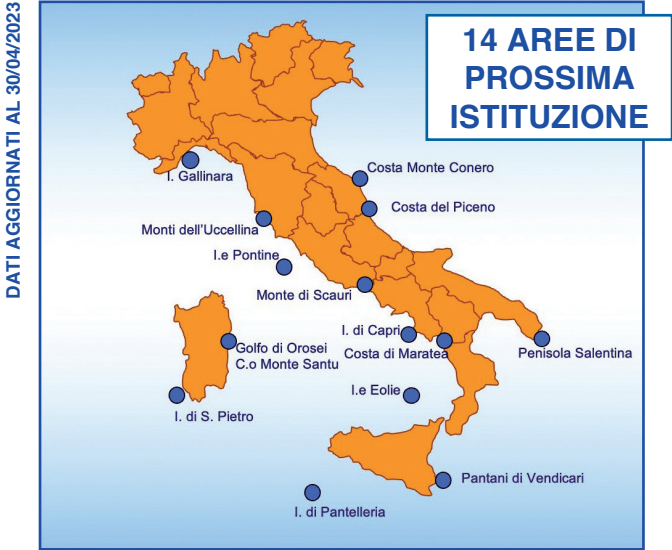 DATI AGGIORNATI AL 30/04/2023
14 AREE DI
PROSSIMA
ISTITUZIONE
I. Gallinara
Costa Monte Conero
Costa del Piceno
Monti dell'Uccellina
I.e Pontine
Monte di Scauri
I. di Capri
Costa di Maratea
Penisola Salentina
Golfo di Orosei
C.o Monte Santu
I.e Eolie
I. di S. Pietro
Pantani di Vendicari
I. di Pantelleria